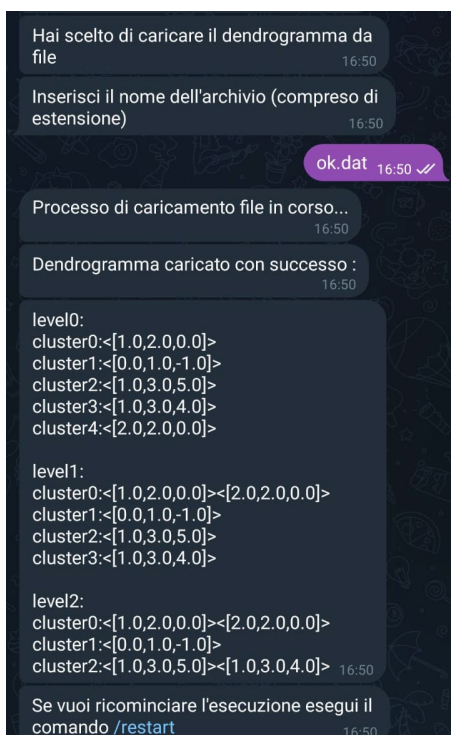 Hai scelto di caricare il dendrogramma da
file 16:50
Inserisci il nome dell'archivio (compreso di
estensione) 16:50
ok.dat 16:50
Processo di caricamento file in corso...
16:50
Dendrogramma caricato con successo :
16:50
level0:
cluster0:<[1.0,2.0,0.0]>
cluster1:<[0.0,1.0,-1.0]>
cluster2:<[1.0,3.0,5.0]>
cluster3:<[1.0,3.0,4.0]>
cluster4:<[2.0,2.0,0.0]>
level1:
cluster0:<[1.0,2.0,0.0]><[2.0,2.0,0.0]>
cluster1:<[0.0,1.0,-1.0]>
cluster2:<[1.0,3.0,5.0]>
cluster3:<[1.0,3.0,4.0]>
level2:
cluster0:<[1.0,2.0,0.0]><[2.0,2.0,0.0]>
cluster1:<[0.0,1.0,-1.0]>
cluster2:<[1.0,3.0,5.0]><[1.0,3.0,4.0]> 16:50
Se vuoi ricominciare l'esecuzione esegui il
comando /restart 16:50